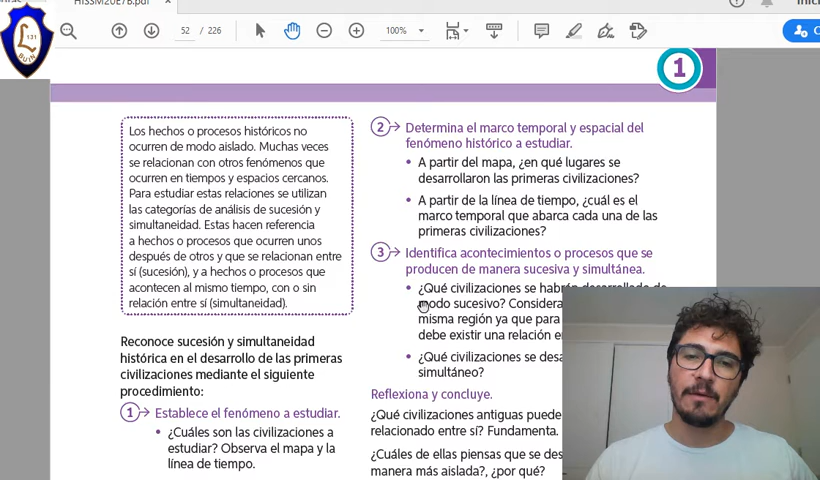 HISSM20E7B.pdf
L
131
BUIN
52 / 226
100%
1
Los hechos o procesos históricos no
ocurren de modo aislado. Muchas veces
se relacionan con otros fenómenos que
ocurren en tiempos y espacios cercanos.
Para estudiar estas relaciones se utilizan
las categorías de análisis de sucesión y
simultaneidad. Estas hacen referencia
a hechos o procesos que ocurren unos
después de otros y que se relacionan entre
sí (sucesión), y a hechos o procesos que
acontecen al mismo tiempo, con o sin
relación entre sí (simultaneidad).
Reconoce sucesión y simultaneidad
histórica en el desarrollo de las primeras
civilizaciones mediante el siguiente
procedimiento:
1 Establece el fenómeno a estudiar.
• ¿Cuáles son las civilizaciones a
estudiar? Observa el mapa y la
línea de tiempo.
2 Determina el marco temporal y espacial del
fenómeno histórico a estudiar.
• A partir del mapa, ¿en qué lugares se
desarrollaron las primeras civilizaciones?
• A partir de la línea de tiempo, ¿cuál es el
marco temporal que abarca cada una de las
primeras civilizaciones?
3 Identifica acontecimientos o procesos que se
producen de manera sucesiva y simultánea.
• ¿Qué civilizaciones se habrán desarrollado de
modo sucesivo? Considera
misma región ya que para
debe existir una relación
• ¿Qué civilizaciones se
simultáneo?
Reflexiona y concluye.
¿Qué civilizaciones antiguas
relacionado entre sí? Fundamenta.
¿Cuáles de ellas piensas que se
manera más aislada?, ¿por qué?